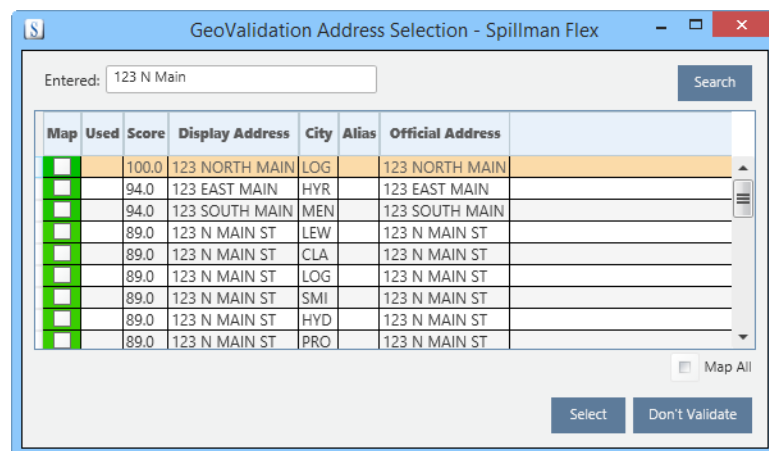 S GeoValidation Address Selection - Spillman Flex
Entered: 123 N Main Search
Map Used Score Display Address City Alias Official Address
100.0 123 NORTH MAIN LOG 123 NORTH MAIN
94.0 123 EAST MAIN HYR 123 EAST MAIN
94.0 123 SOUTH MAIN MEN 123 SOUTH MAIN
89.0 123 N MAIN ST LEW 123 N MAIN ST
89.0 123 N MAIN ST CLA 123 N MAIN ST
89.0 123 N MAIN ST LOG 123 N MAIN ST
89.0 123 N MAIN ST SMI 123 N MAIN ST
89.0 123 N MAIN ST HYD 123 N MAIN ST
89.0 123 N MAIN ST PRO 123 N MAIN ST
Map All
Select Don't Validate